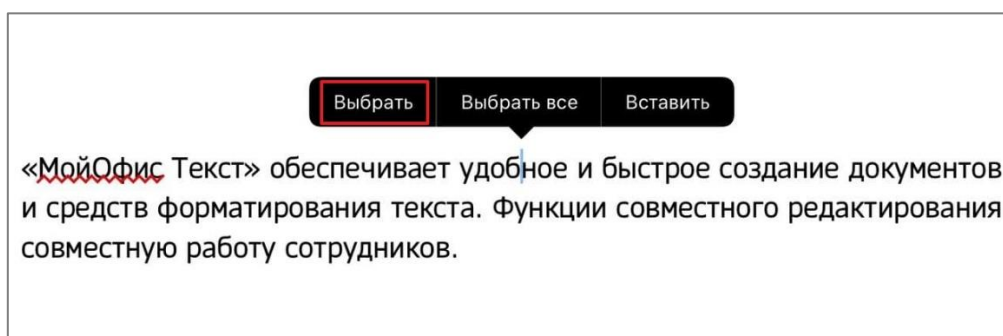 Выбрать Выбрать все Вставить
«МойОфис Текст» обеспечивает удобное и быстрое создание документов
и средств форматирования текста. Функции совместного редактирования
совместную работу сотрудников.